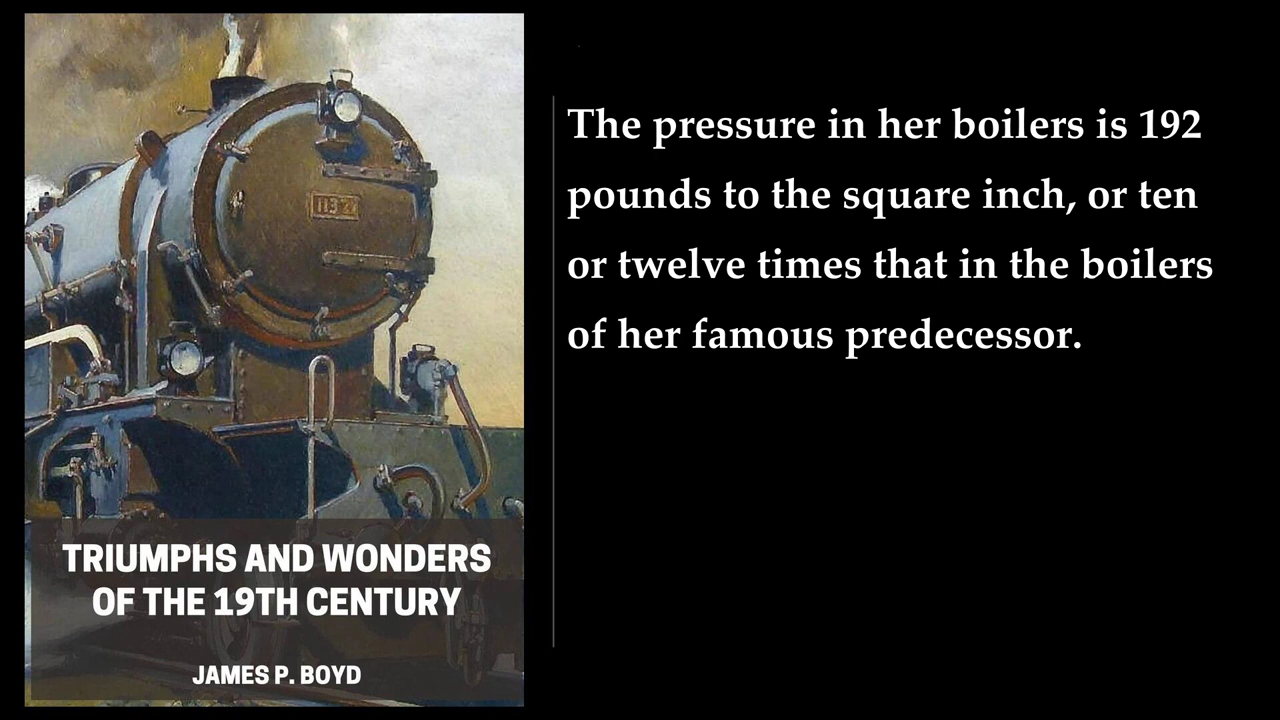 TRIUMPHS AND WONDERS
OF THE 19TH CENTURY
JAMES P. BOYD
The pressure in her boilers is 192
pounds to the square inch, or ten
or twelve times that in the boilers
of her famous predecessor.